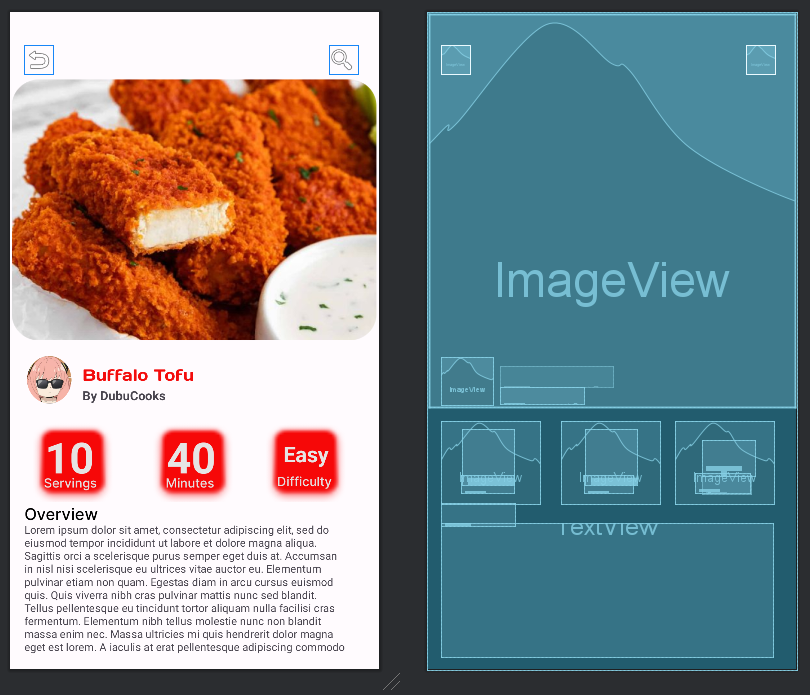 Buffalo Tofu
By DubuCooks
10
Servings
40
Minutes
Easy
Difficulty
Overview
Lorem ipsum dolor sit amet, consectetur adipiscing elit, sed do
eiusmod tempor incididunt ut labore et dolore magna aliqua.
Sagittis orci a scelerisque purus semper eget duis at. Accumsan
in nisl nisi scelerisque eu ultrices vitae auctor eu. Elementum
pulvinar etiam non quam. Egestas diam in arcu cursus euismod
quis. Quis viverra nibh cras pulvinar mattis nunc sed blandit.
Tellus pellentesque eu tincidunt tortor aliquam nulla facilisi cras
fermentum. Elementum nibh tellus molestie nunc non blandit
massa enim nec. Massa ultricies mi quis hendrerit dolor magna
eget est lorem. A iaculis at erat pellentesque adipiscing commodo
ImageView
ImageView
ImageView
ImageView
ImageView
TextView